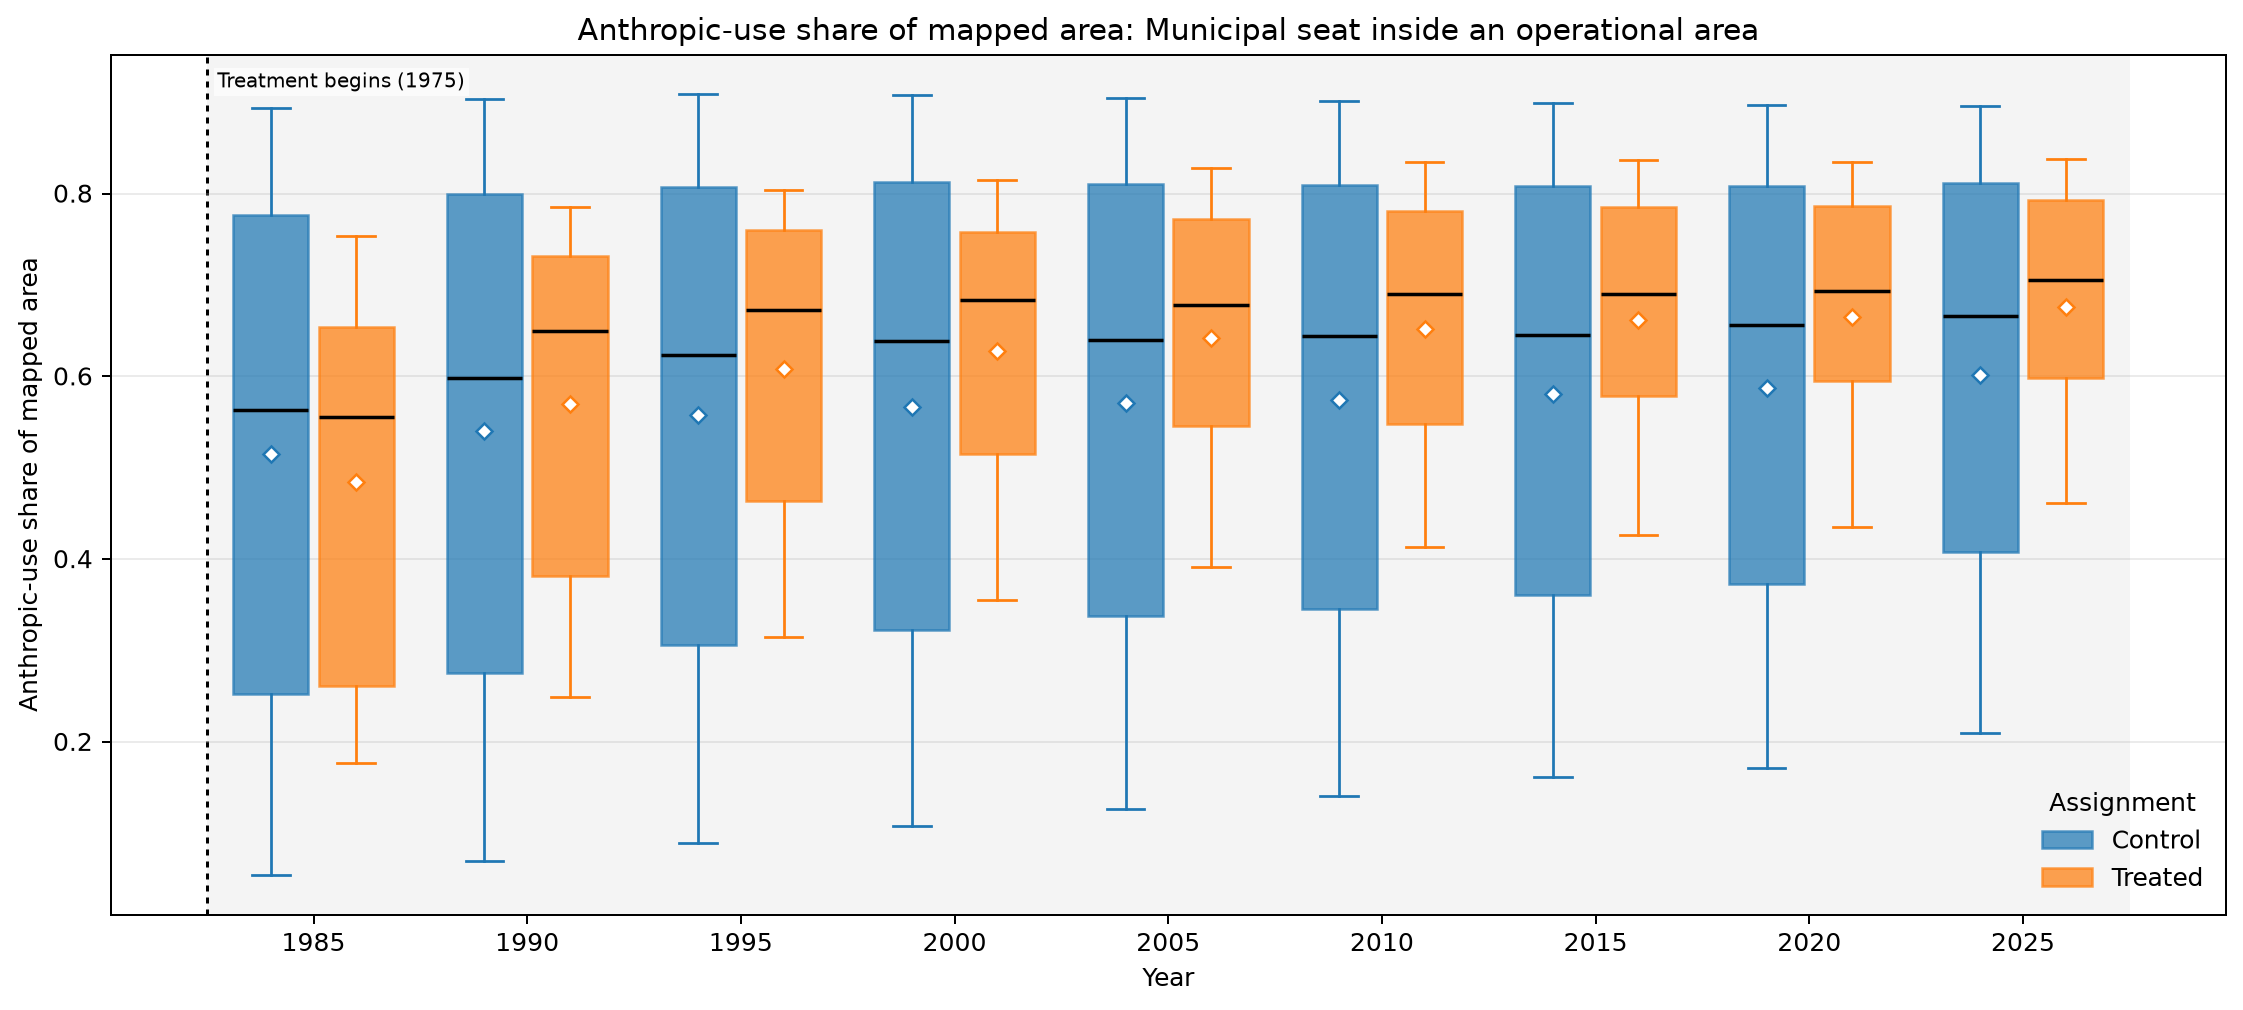 Anthropic-use share of mapped area: Municipal seat inside an operational area
Treatment begins (1975)
Anthropic-use share of mapped area
0.8
0.6
0.4
0.2
1985
1990
1995
2000
2005
2010
2015
2020
2025
Year
Assignment
Control
Treated